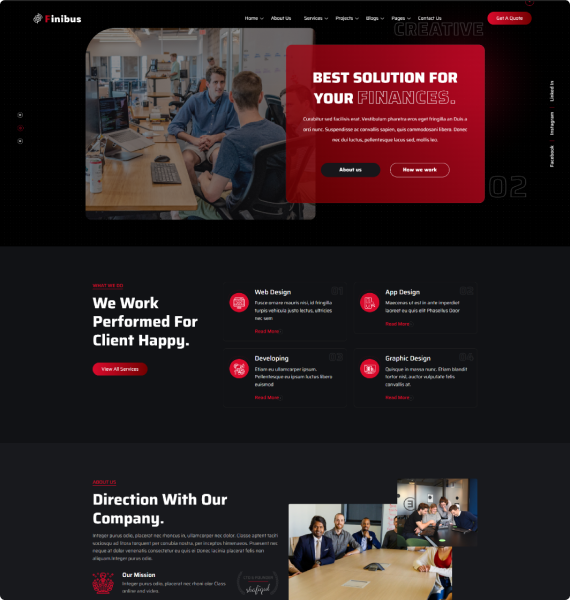 Finibus
Home About Us Services Projects Blogs Pages Contact Us
Get A Quote
CREATIVE
BEST SOLUTION FOR
YOUR FINANCES.
Curabitur sed facilisis erat. Vestibulum pharetra eros eget fringilla en Duis a
orci nunc. Suspendisse ac convallis sapien, quis commodosani libero. Donec
nec dui luctus, pellentesque lacus sed, mollis leo.
About us
How we work
02
Linked In
Instagram
Facebook
WHAT WE DO
We Work
Performed For
Client Happy.
View All Services
01
Web Design
Fusce ornare mauris nisi, id fringilla
turpis vehicula justo lectus, ultricies
nec sem
Read More
02
App Design
Maecenas ut est in ante imperdiet
laoreet eu quis elit Phasellus Door
Read More
03
Developing
Etiam eu ullamcorper ipsum.
Pellentesque eu ipsum luctus libero
euismod
Read More
04
Graphic Design
Quisque in massa nunc. Etiam blandit
tortor nisl, auctor vulputate felis
convallis at.
Read More
ABOUT US
Direction With Our
Company.
Integer purus odio, placerat nec rhoncus in, ullamcorper nec dolor. Classe aptent taciti
sociosqu ad litora torquent per conubia nostra, per inceptos himenaeos. Praesent nec
neque at dolor venenatis consectetur eu quis ex. Donec lacinia placerat felis non
aliquam.Integer purus odio.
Our Mission
Integer purus odio, placerat nec rhon cise Class
online and video.